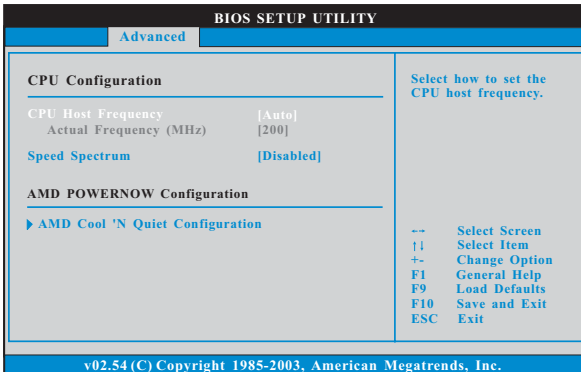 BIOS SETUP UTILITY
Advanced
CPU Configuration
CPU Host Frequency [Auto]
Actual Frequency (MHz) [200]
Speed Spectrum [Disabled]
AMD POWERNOW Configuration
AMD Cool 'N Quiet Configuration
Select how to set the
CPU host frequency.
←→ Select Screen
↑↓ Select Item
+- Change Option
F1 General Help
F9 Load Defaults
F10 Save and Exit
ESC Exit
v02.54 (C) Copyright 1985-2003, American Megatrends, Inc.